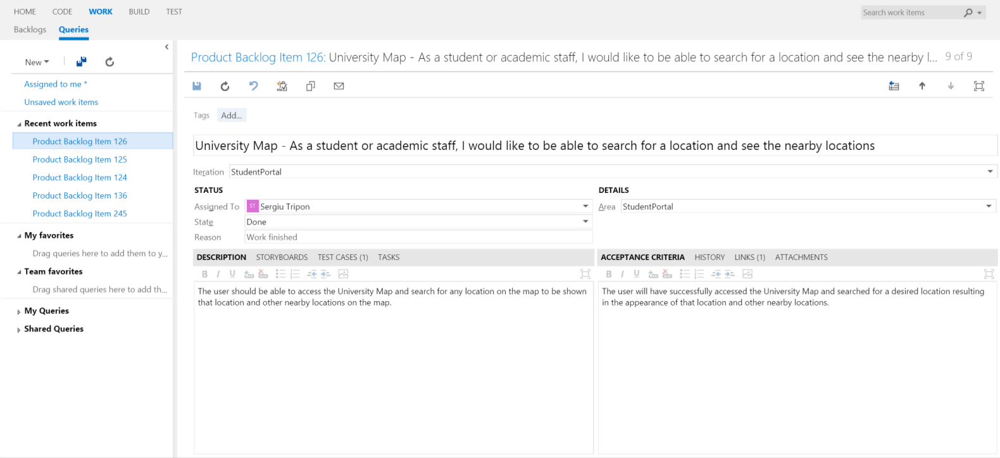 HOME CODE WORK BUILD TEST
Search work items
Backlogs Queries
New
Assigned to me *
Unsaved work items
Recent work items
Product Backlog Item 126
Product Backlog Item 125
Product Backlog Item 124
Product Backlog Item 136
Product Backlog Item 245
My favorites
Drag queries here to add them to y...
Team favorites
Drag shared queries here to add th...
My Queries
Shared Queries
Product Backlog Item 126: University Map - As a student or academic staff, I would like to be able to search for a location and see the nearby l... 9 of 9
Tags Add...
University Map - As a student or academic staff, I would like to be able to search for a location and see the nearby locations
Iteration StudentPortal
STATUS
Assigned To ST Sergiu Tripon
State Done
Reason Work finished
DETAILS
Area StudentPortal
DESCRIPTION STORYBOARDS TEST CASES (1) TASKS
B I U
The user should be able to access the University Map and search for any location on the map to be shown
that location and other nearby locations on the map.
ACCEPTANCE CRITERIA HISTORY LINKS (1) ATTACHMENTS
B I U
The user will have successfully accessed the University Map and searched for a desired location resulting
in the appearance of that location and other nearby locations.